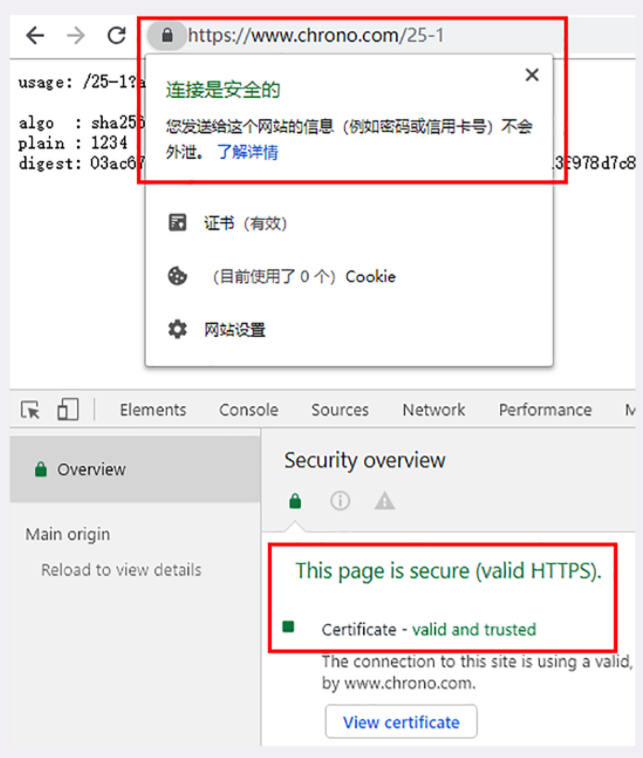 https://www.chrono.com/25-1
usage: /25-1?a
连接是安全的
您发送给这个网站的信息（例如密码或信用卡号）不会
外泄。 了解详情
algo : sha256
plain : 1234
digest: 03ac67
3f978d7c8
证书（有效）
（目前使用了 0 个）Cookie
网站设置
Elements Console Sources Network Performance M
Overview
Main origin
Reload to view details
Security overview
This page is secure (valid HTTPS).
Certificate - valid and trusted
The connection to this site is using a valid,
by www.chrono.com.
View certificate